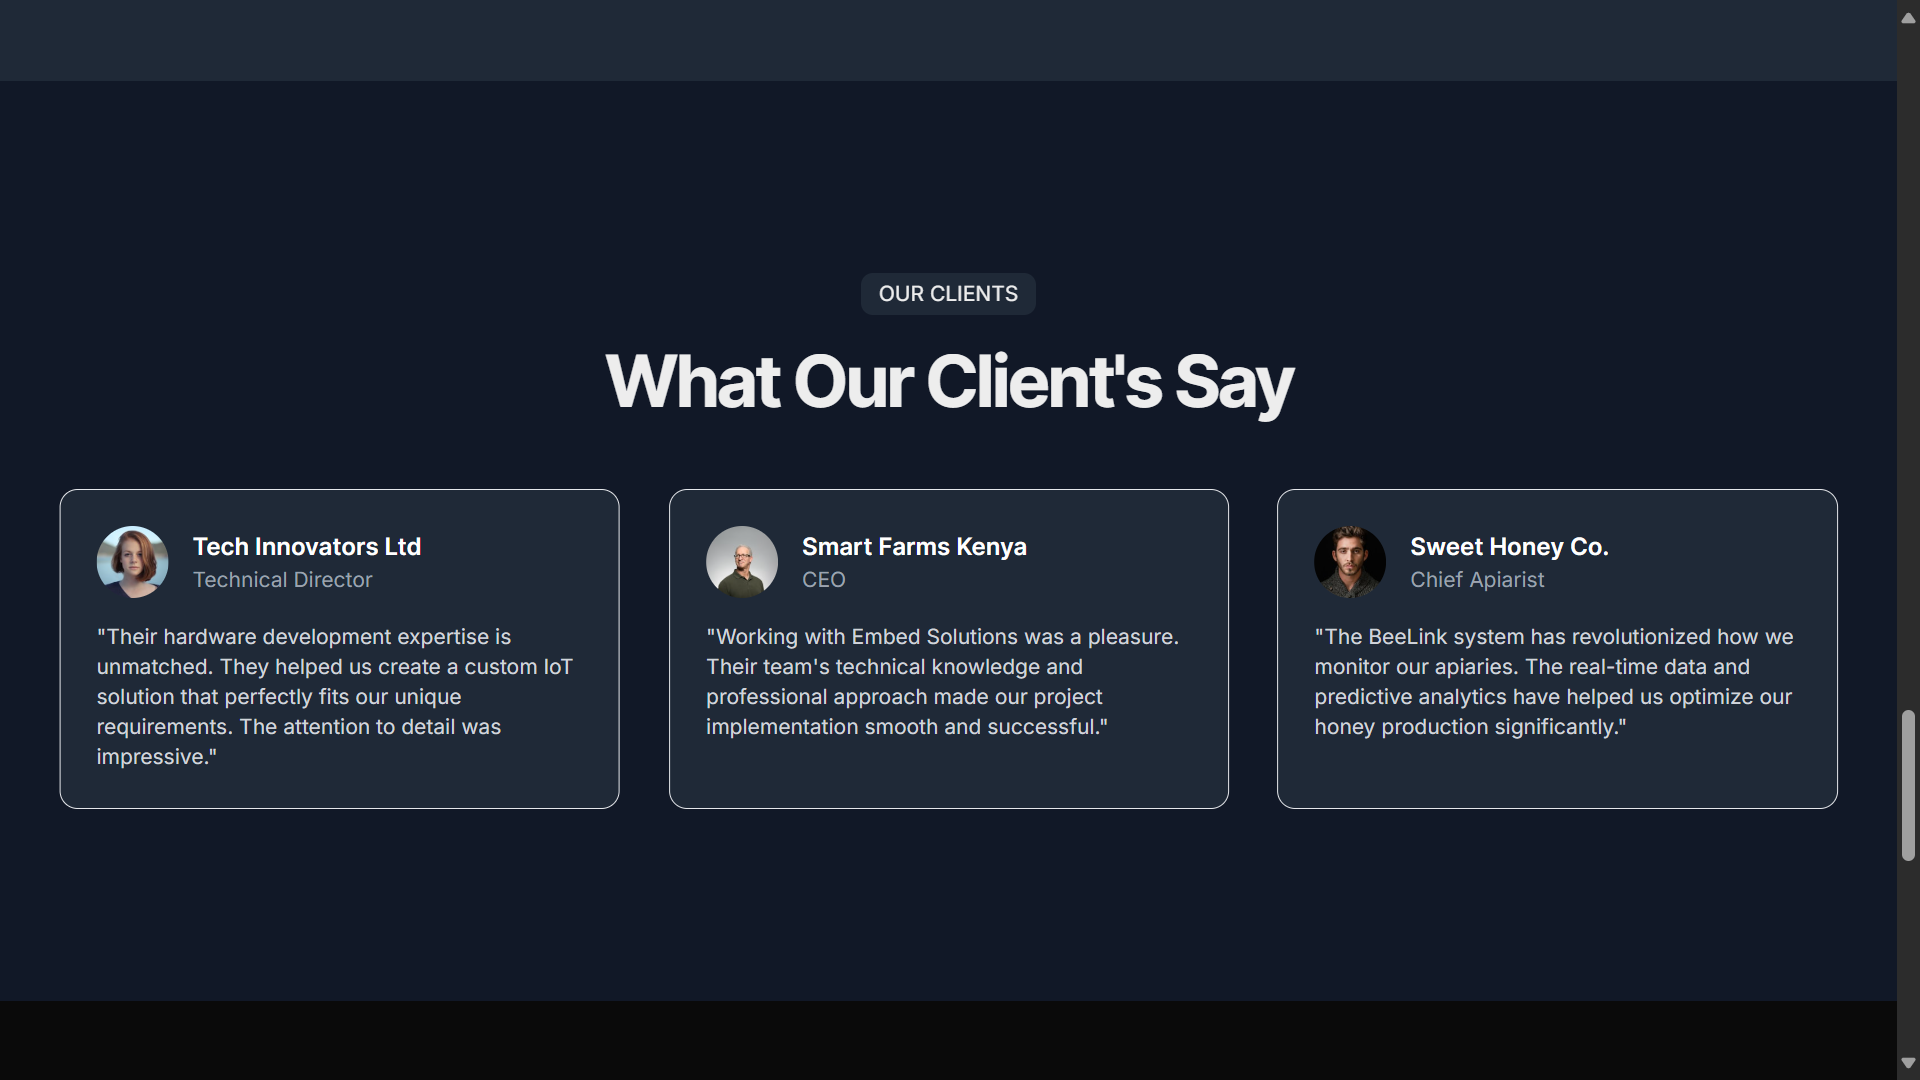 OUR CLIENTS
What Our Client's Say
Tech Innovators Ltd
Technical Director
"Their hardware development expertise is
unmatched. They helped us create a custom IoT
solution that perfectly fits our unique
requirements. The attention to detail was
impressive."
Smart Farms Kenya
CEO
"Working with Embed Solutions was a pleasure.
Their team's technical knowledge and
professional approach made our project
implementation smooth and successful."
Sweet Honey Co.
Chief Apiarist
"The BeeLink system has revolutionized how we
monitor our apiaries. The real-time data and
predictive analytics have helped us optimize our
honey production significantly."